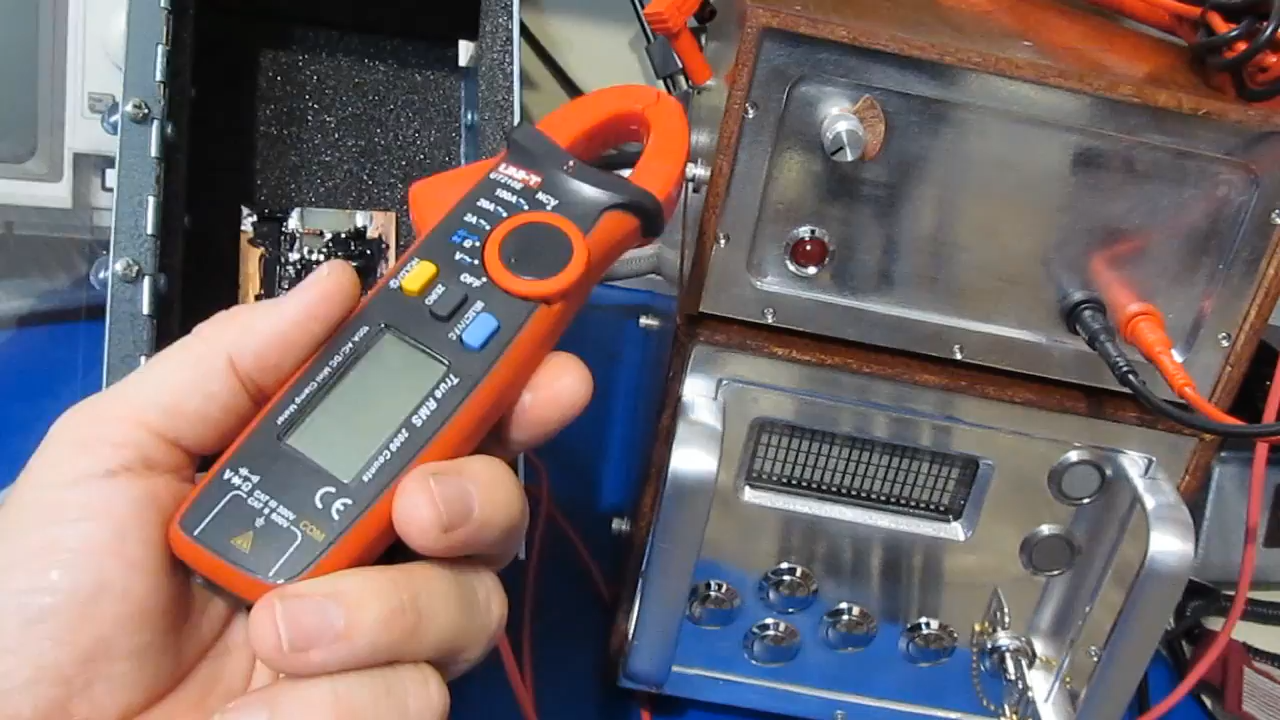 UNI-T
UT210E
NCV
100A
20A
2A
Ω
V
OFF
ZERO
SELECT
100A AC/DC Mini Clamp Meter
True RMS 2000 Counts
CE
CAT III 300V
CAT II 600V
COM